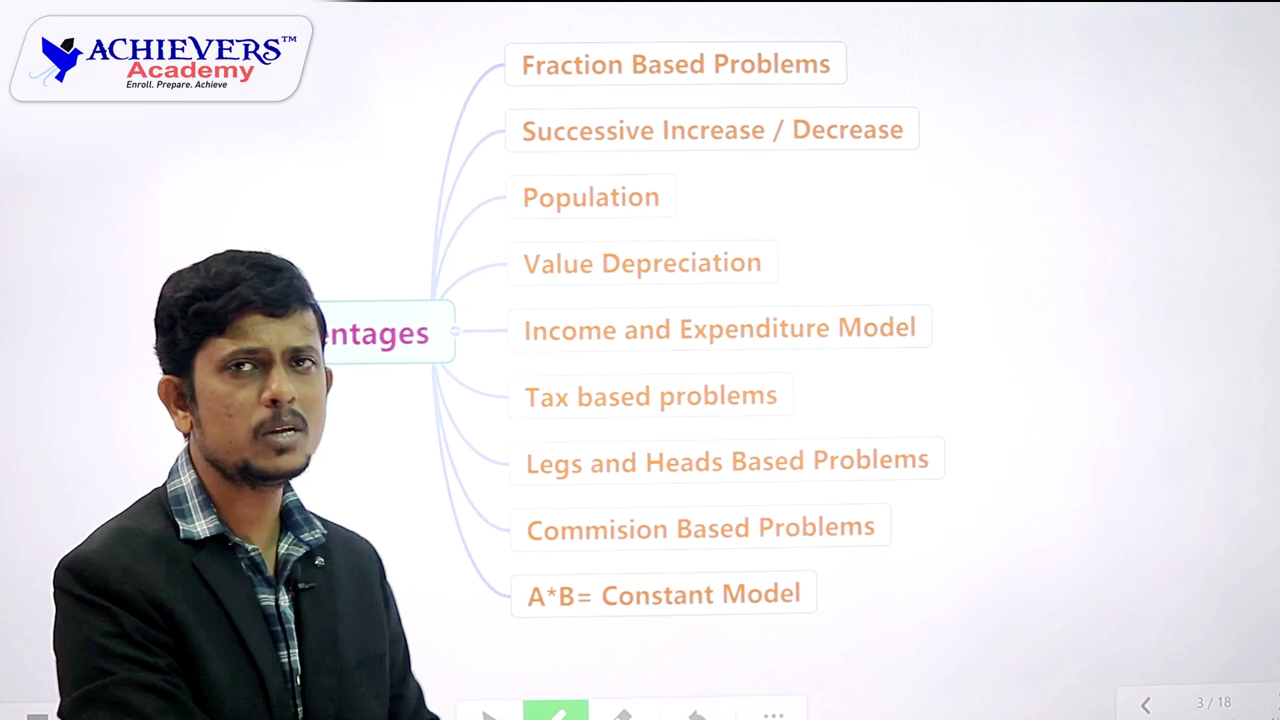 ACHIEVERS™
Academy
Enroll. Prepare. Achieve
Fraction Based Problems
Successive Increase / Decrease
Population
Value Depreciation
entages
Income and Expenditure Model
Tax based problems
Legs and Heads Based Problems
Commision Based Problems
A*B= Constant Model
3 / 18